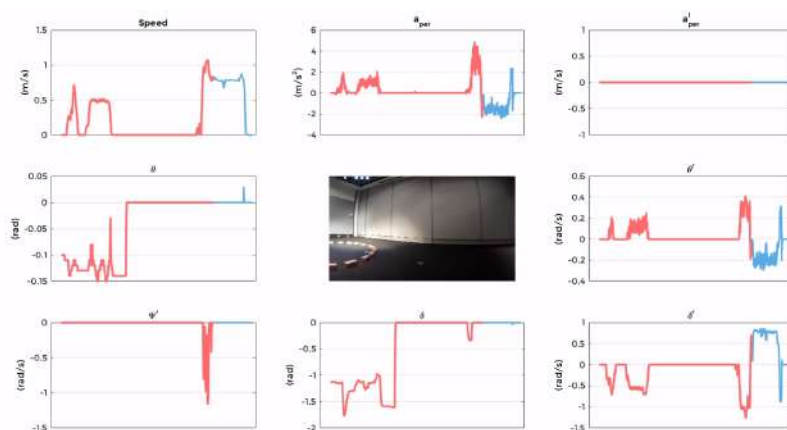 Speed
a_per
a^l_per
1.5
1
0.5
0
(m/s)
6
4
2
0
-2
-4
(m/s²)
1
0.5
0
-0.5
-1
(m/s)
θ
θ'
0.05
0
-0.05
-0.1
-0.15
(rad)
0.6
0.4
0.2
0
-0.2
-0.4
(rad/s)
Ψ'
δ
δ'
0
-0.5
-1
-1.5
(rad/s)
0
-0.5
-1
-1.5
-2
(rad)
1
0.5
0
-0.5
-1
-1.5
(rad/s)